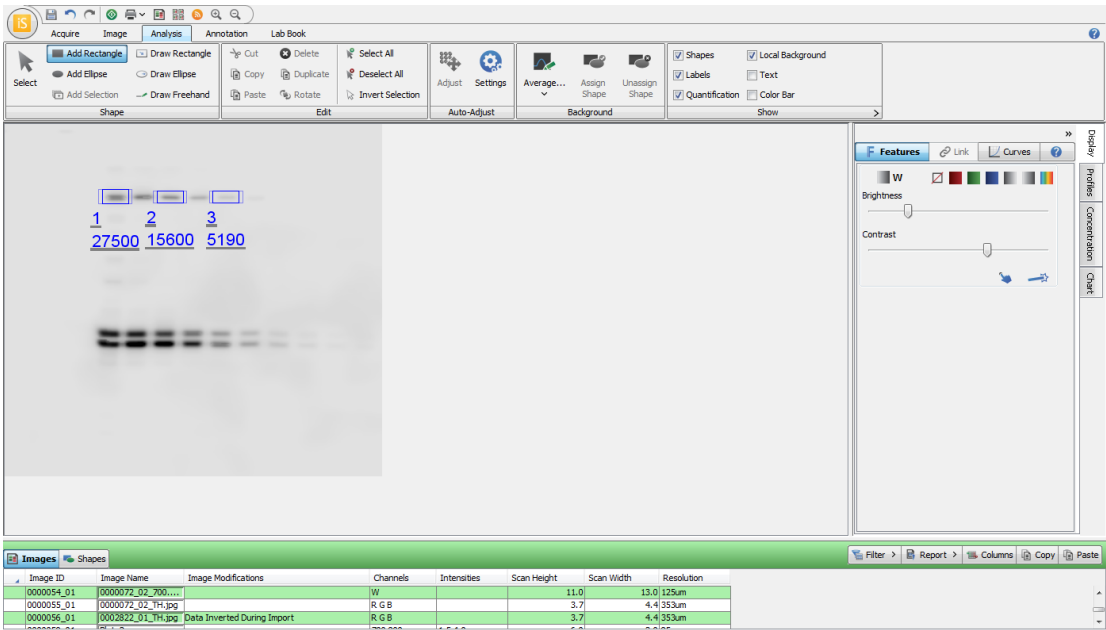 IS
Acquire Image Analysis Annotation Lab Book
Select
Add Rectangle Draw Rectangle
Add Ellipse Draw Ellipse
Add Selection Draw Freehand
Shape
Cut Delete Select All
Copy Duplicate Deselect All
Paste Rotate Invert Selection
Edit
Adjust Settings
Auto-Adjust
Average... Assign Shape Unassign Shape
Background
Shapes Local Background
Labels Text
Quantification Color Bar
Show
1 2 3
27500 15600 5190
F Features Link Curves
W
Brightness
Contrast
Display
Profiles
Concentration
Chart
Images Shapes
Filter > Report > Columns Copy Paste
Image ID Image Name Image Modifications Channels Intensities Scan Height Scan Width Resolution
0000054_01 0000072_02_700.... W 11.0 13.0 125um
0000055_01 0000072_02_TH.jpg R G B 3.7 4.4 353um
0000056_01 0002822_01_TH.jpg Data Inverted During Import R G B 3.7 4.4 353um